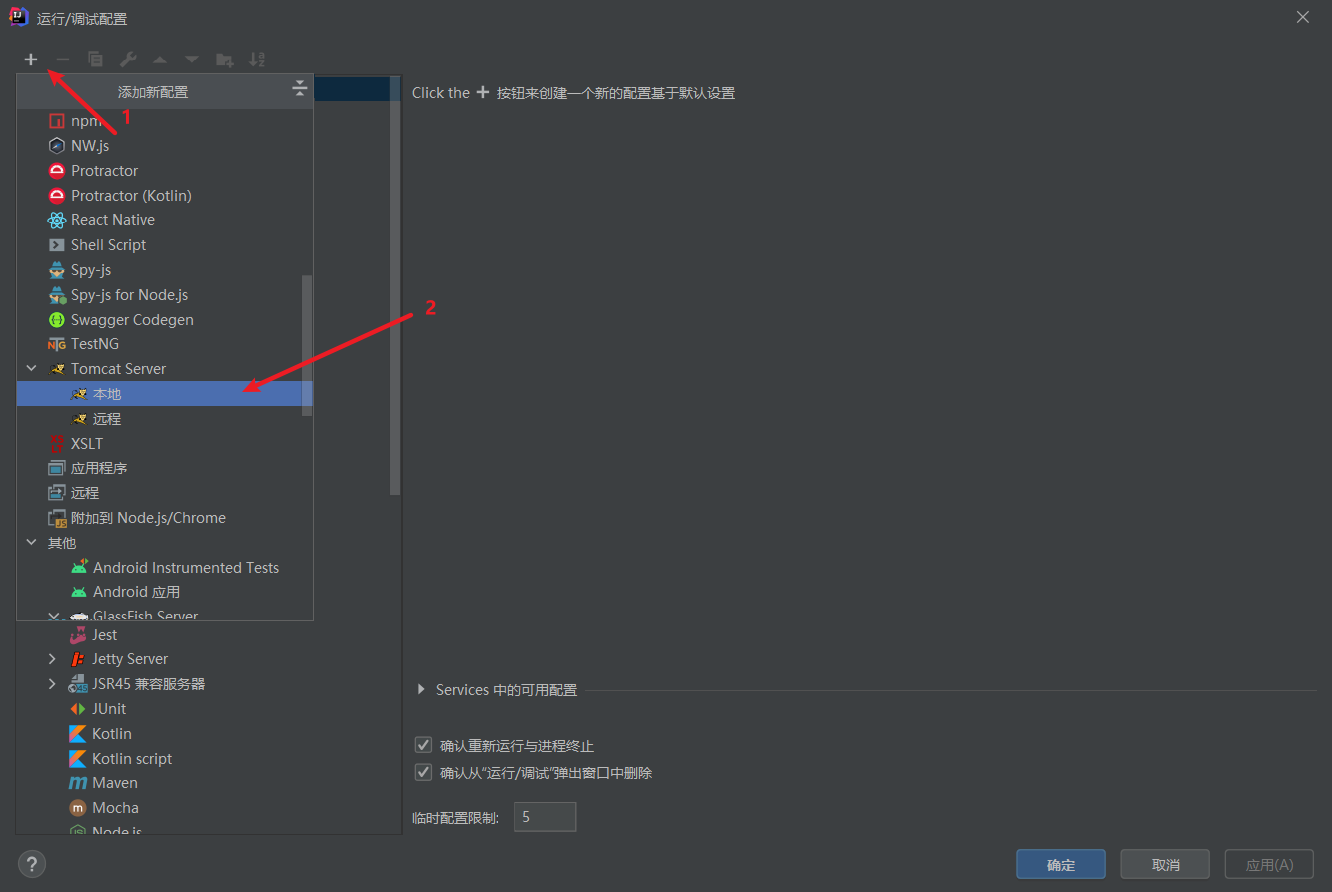 运行/调试配置
添加新配置
1
npm
NW.js
Protractor
Protractor (Kotlin)
React Native
Shell Script
Spy-js
Spy-js for Node.js
Swagger Codegen
TestNG
Tomcat Server
本地
远程
XSLT
应用程序
远程
附加到 Node.js/Chrome
其他
Android Instrumented Tests
Android 应用
GlassFish Server
Jest
Jetty Server
JSR45 兼容服务器
JUnit
Kotlin
Kotlin script
Maven
Mocha
Node.js
2
Click the + 按钮来创建一个新的配置基于默认设置
Services 中的可用配置
确认重新运行与进程终止
确认从“运行/调试”弹出窗口中删除
临时配置限制: 5
?
确定 取消 应用(A)